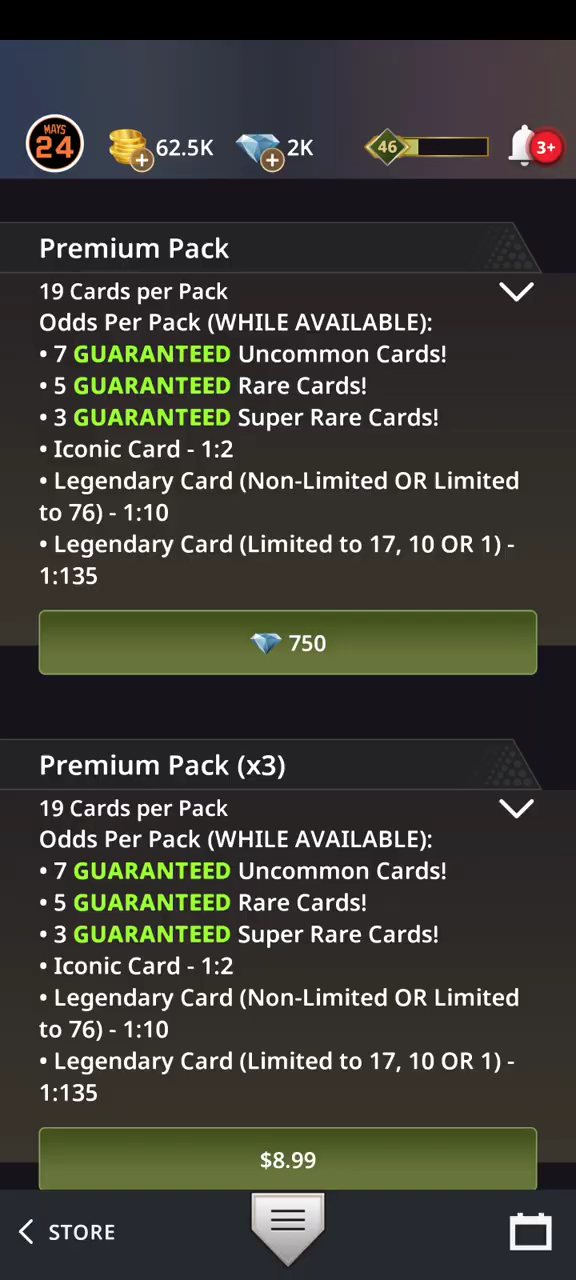 MAYS
24
62.5K
2K
46
3+
Premium Pack
19 Cards per Pack
Odds Per Pack (WHILE AVAILABLE):
• 7 GUARANTEED Uncommon Cards!
• 5 GUARANTEED Rare Cards!
• 3 GUARANTEED Super Rare Cards!
• Iconic Card - 1:2
• Legendary Card (Non-Limited OR Limited
to 76) - 1:10
• Legendary Card (Limited to 17, 10 OR 1) -
1:135
750
Premium Pack (x3)
19 Cards per Pack
Odds Per Pack (WHILE AVAILABLE):
• 7 GUARANTEED Uncommon Cards!
• 5 GUARANTEED Rare Cards!
• 3 GUARANTEED Super Rare Cards!
• Iconic Card - 1:2
• Legendary Card (Non-Limited OR Limited
to 76) - 1:10
• Legendary Card (Limited to 17, 10 OR 1) -
1:135
$8.99
STORE